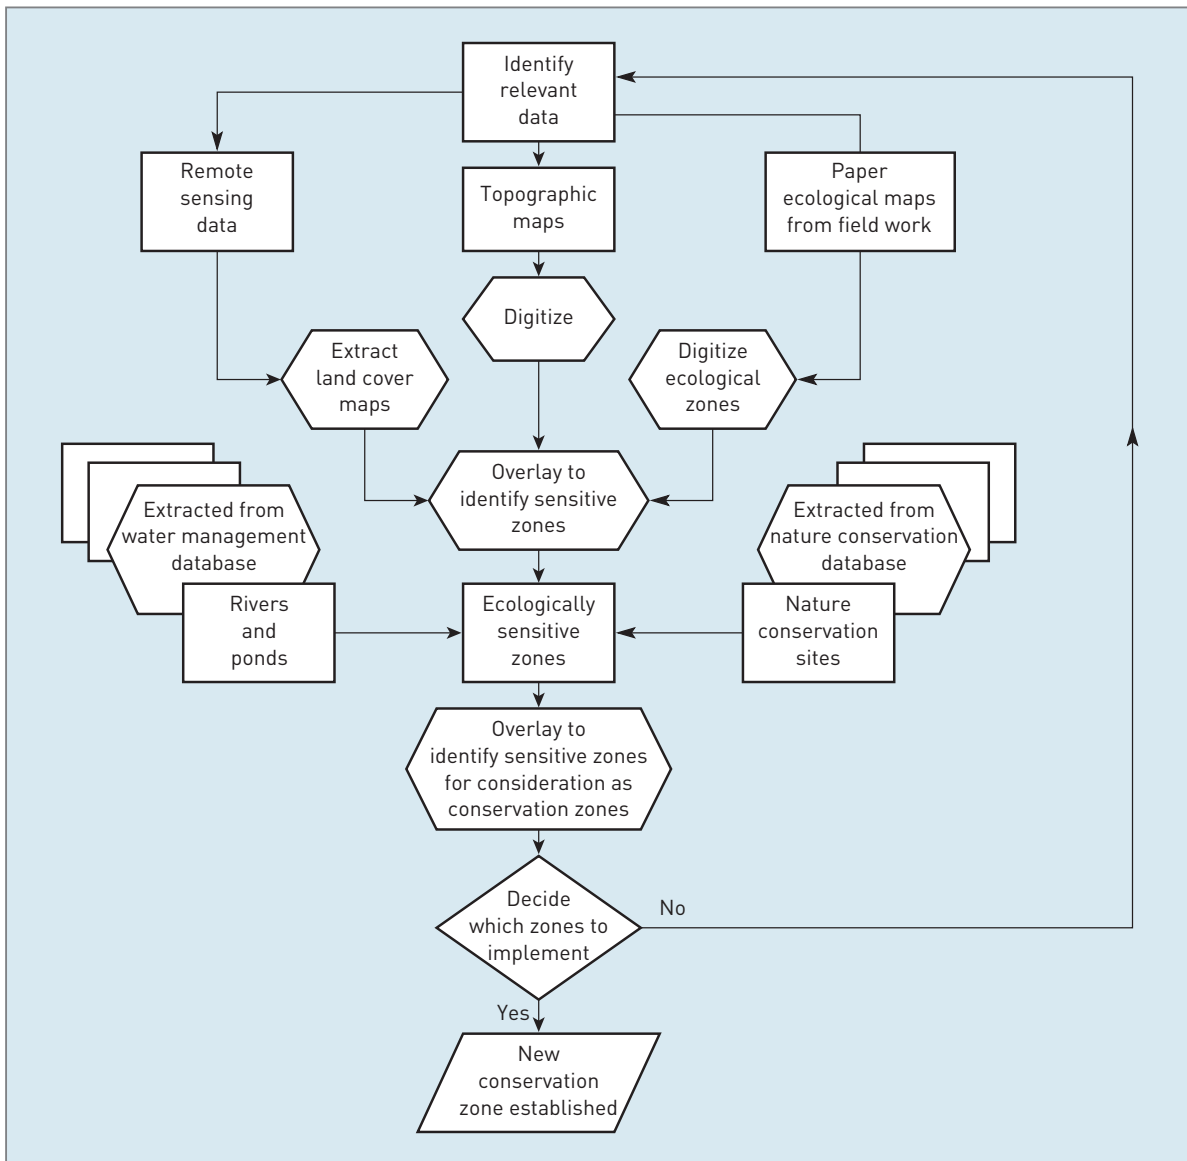 Identify
relevant
data
Remote
sensing
data
Topographic
maps
Paper
ecological maps
from field work
Digitize
Extract
land cover
maps
Digitize
ecological
zones
Overlay to
identify sensitive
zones
Extracted from
water management
database
Extracted from
nature conservation
database
Rivers
and
ponds
Ecologically
sensitive
zones
Nature
conservation
sites
Overlay to
identify sensitive zones
for consideration as
conservation zones
Decide
which zones to
implement
No
Yes
New
conservation
zone established